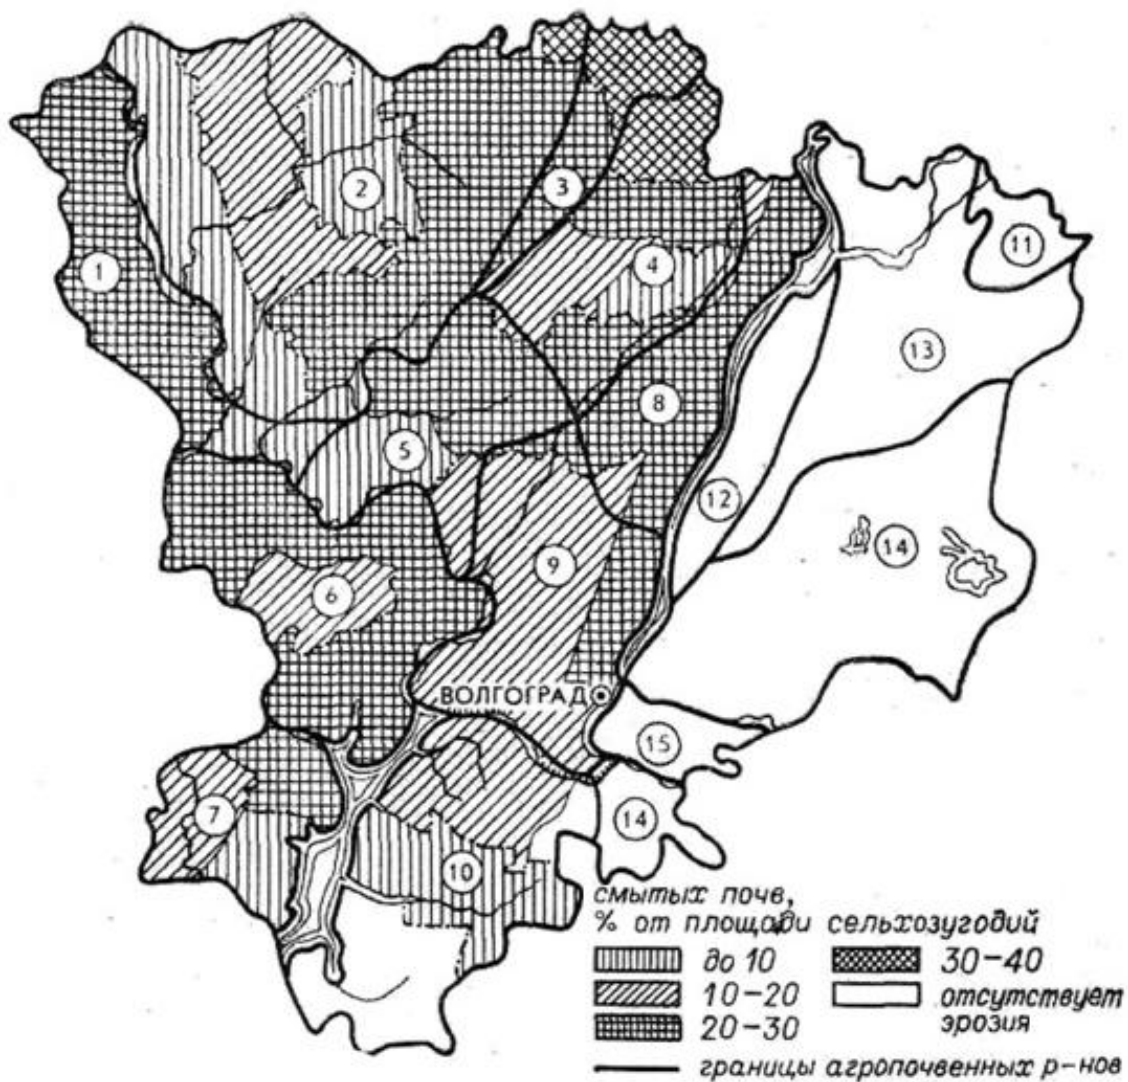 2
3
1
4
11
13
8
5
12
14
9
6
ВОЛГОГРАД
15
7
14
10
смытых почв,
% от площади сельхозугодий
до 10
30-40
10-20
отсутствует
эрозия
20-30
границы агропочвенных р-нов